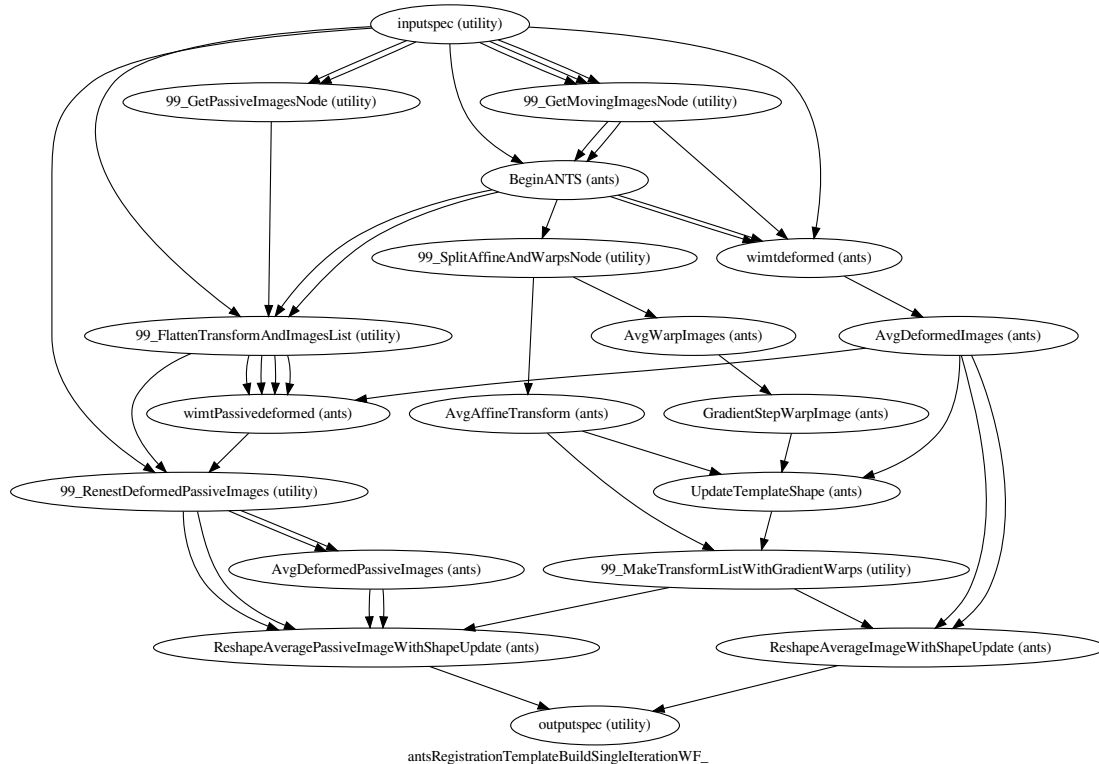 inputspec (utility)
99_GetPassiveImagesNode (utility)
99_GetMovingImagesNode (utility)
BeginANTS (ants)
99_SplitAffineAndWarpsNode (utility)
wimtdeformed (ants)
99_FlattenTransformAndImagesList (utility)
AvgWarpImages (ants)
AvgDeformedImages (ants)
wimtPassivedeformed (ants)
AvgAffineTransform (ants)
GradientStepWarpImage (ants)
99_RenestDeformedPassiveImages (utility)
UpdateTemplateShape (ants)
AvgDeformedPassiveImages (ants)
99_MakeTransformListWithGradientWarps (utility)
ReshapeAveragePassiveImageWithShapeUpdate (ants)
ReshapeAverageImageWithShapeUpdate (ants)
outputspec (utility)
antsRegistrationTemplateBuildSingleIterationWF_